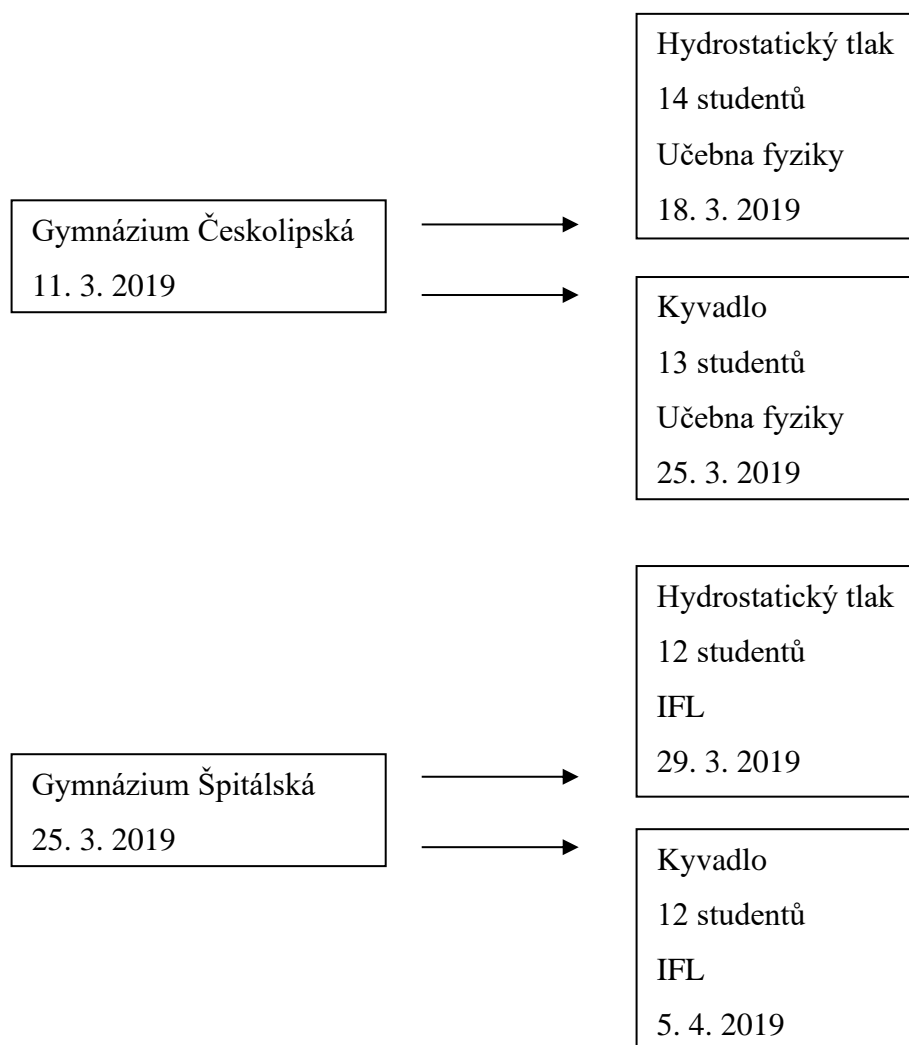 Hydrostatický tlak
14 studentů
Učebna fyziky
18. 3. 2019
Gymnázium Českolipská
11. 3. 2019
Kyvadlo
13 studentů
Učebna fyziky
25. 3. 2019
Hydrostatický tlak
12 studentů
IFL
29. 3. 2019
Gymnázium Špitálská
25. 3. 2019
Kyvadlo
12 studentů
IFL
5. 4. 2019